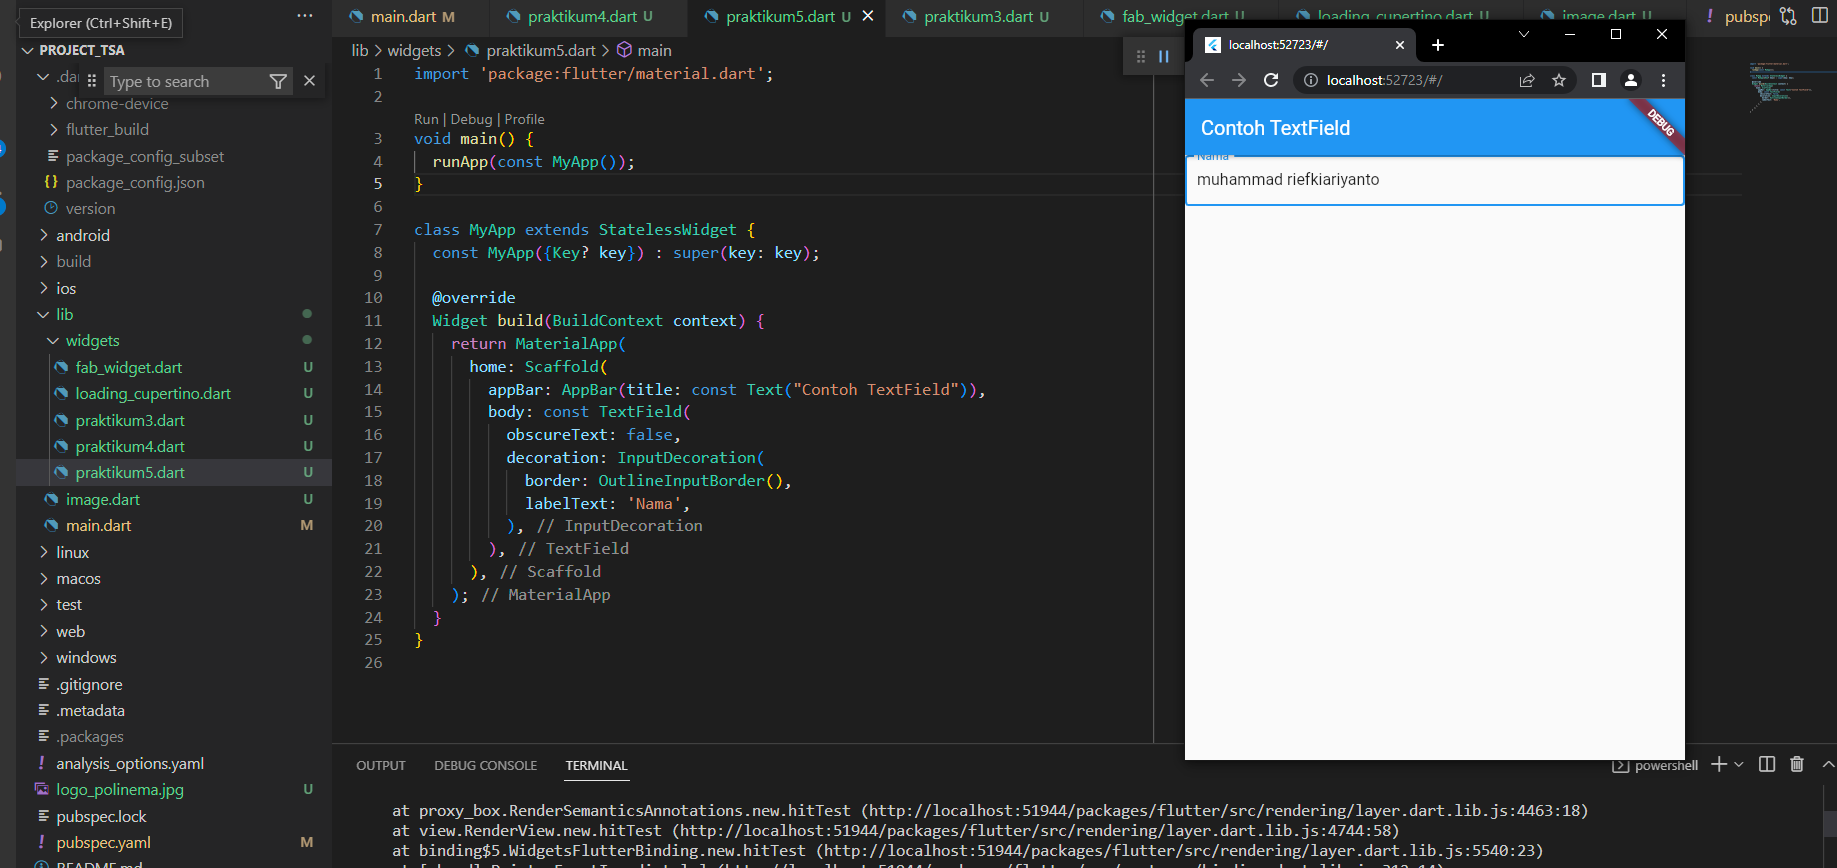 Explorer (Ctrl+Shift+E)
PROJECT_TSA
Type to search
chrome-device
flutter_build
package_config_subset
package_config.json
version
android
build
ios
lib
widgets
fab_widget.dart U
loading_cupertino.dart U
praktikum3.dart U
praktikum4.dart U
praktikum5.dart U
image.dart U
main.dart M
linux
macos
test
web
windows
.gitignore
.metadata
.packages
analysis_options.yaml
logo_polinema.jpg U
pubspec.lock
pubspec.yaml M
README.md
main.dart M praktikum4.dart U praktikum5.dart U praktikum3.dart U fab_widget.dart U loading_cupertino.dart U image.dart U
lib > widgets > praktikum5.dart > main
1 import 'package:flutter/material.dart';
2
Run | Debug | Profile
3 void main() {
4 runApp(const MyApp());
5 }
6
7 class MyApp extends StatelessWidget {
8 const MyApp({Key? key}) : super(key: key);
9
10 @override
11 Widget build(BuildContext context) {
12 return MaterialApp(
13 home: Scaffold(
14 appBar: AppBar(title: const Text("Contoh TextField")),
15 body: const TextField(
16 obscureText: false,
17 decoration: InputDecoration(
18 border: OutlineInputBorder(),
19 labelText: 'Nama',
20 ), // InputDecoration
21 ), // TextField
22 ), // Scaffold
23 ); // MaterialApp
24 }
25 }
26
localhost:52723/#/
localhost:52723/#/
Contoh TextField
DEBUG
Nama
muhammad riefkiariyanto
OUTPUT DEBUG CONSOLE TERMINAL
powershell
at proxy_box.RenderSemanticsAnnotations.new.hitTest (http://localhost:51944/packages/flutter/src/rendering/layer.dart.lib.js:4463:18)
at view.RenderView.new.hitTest (http://localhost:51944/packages/flutter/src/rendering/layer.dart.lib.js:4744:58)
at binding$5.WidgetsFlutterBinding.new.hitTest (http://localhost:51944/packages/flutter/src/rendering/layer.dart.lib.js:5540:23)